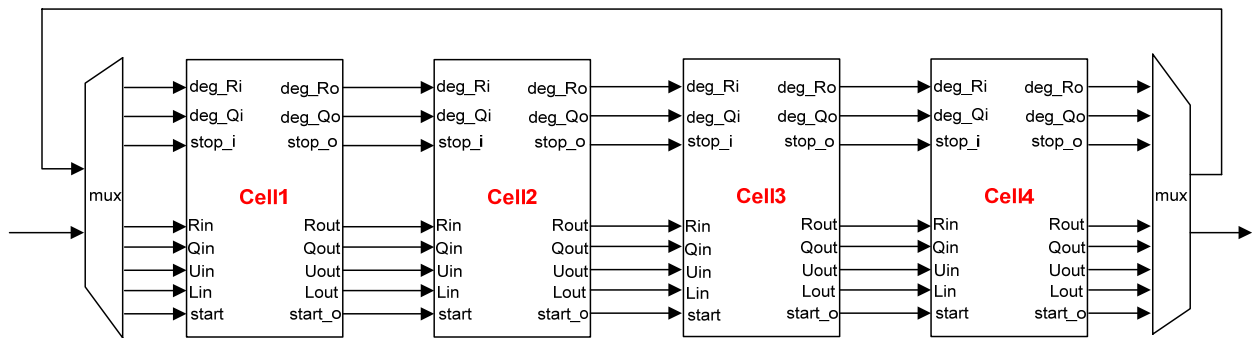 mux
deg_Ri deg_Ro
deg_Qi deg_Qo
stop_i stop_o
Cell1
Rin Rout
Qin Qout
Uin Uout
Lin Lout
start start_o
deg_Ri deg_Ro
deg_Qi deg_Qo
stop_i stop_o
Cell2
Rin Rout
Qin Qout
Uin Uout
Lin Lout
start start_o
deg_Ri deg_Ro
deg_Qi deg_Qo
stop_i stop_o
Cell3
Rin Rout
Qin Qout
Uin Uout
Lin Lout
start start_o
deg_Ri deg_Ro
deg_Qi deg_Qo
stop_i stop_o
Cell4
Rin Rout
Qin Qout
Uin Uout
Lin Lout
start start_o
mux